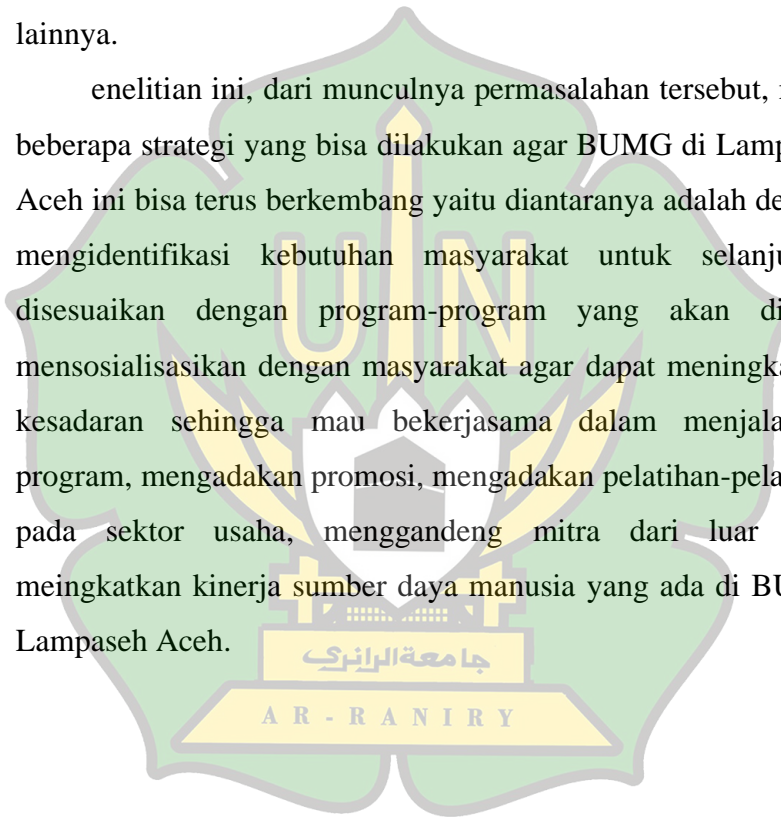 lainnya.
enelitian ini, dari munculnya permasalahan tersebut,
beberapa strategi yang bisa dilakukan agar BUMG di Lamp
Aceh ini bisa terus berkembang yaitu diantaranya adalah de
mengidentifikasi kebutuhan masyarakat untuk selanju
disesuaikan dengan program-program yang akan di
mensosialisasikan dengan masyarakat agar dapat meningka
kesadaran sehingga mau bekerjasama dalam menjala
program, mengadakan promosi, mengadakan pelatihan-pela
pada sektor usaha, menggandeng mitra dari luar
meingkatkan kinerja sumber daya manusia yang ada di BU
Lampaseh Aceh.
UIN
جامعة الرانري
AR-RANIRY